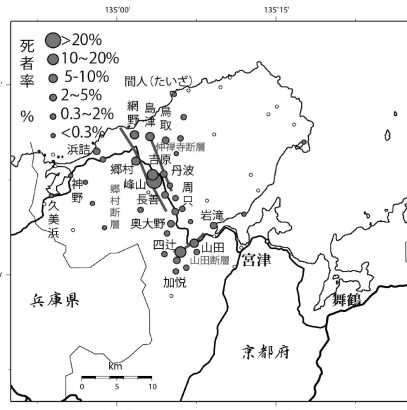 135°00'
135°15'
死者率 %
>20%
10~20%
5-10%
2~5%
0.3~2%
<0.3%
間人(たいざ)
網野
島津
鳥取
浜詰
仲禅寺断層
郷村
吉原
丹波
峰山
長善
周只
神野
久美浜
郷村断層
奥大野
岩滝
四辻
山田
山田断層
宮津
加悦
舞鶴
兵庫県
京都府
km
0 5 10